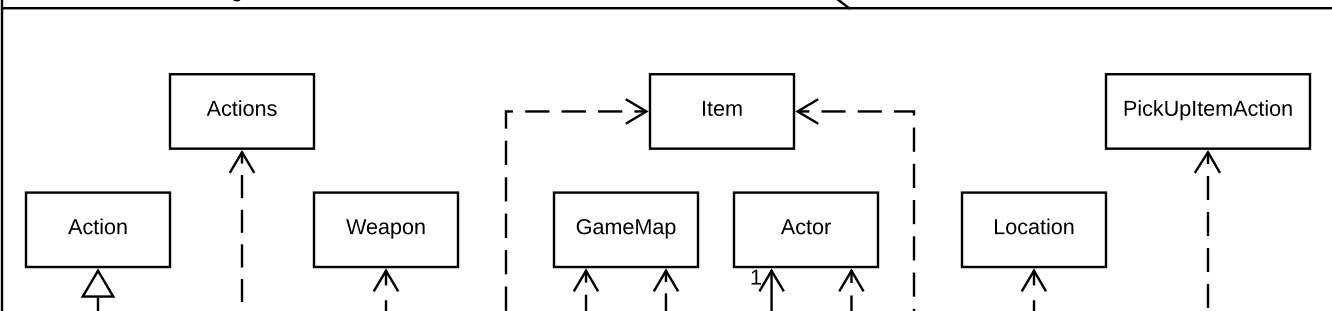 Actions
Item
PickUpItemAction
Action
Weapon
GameMap
Actor
Location
1